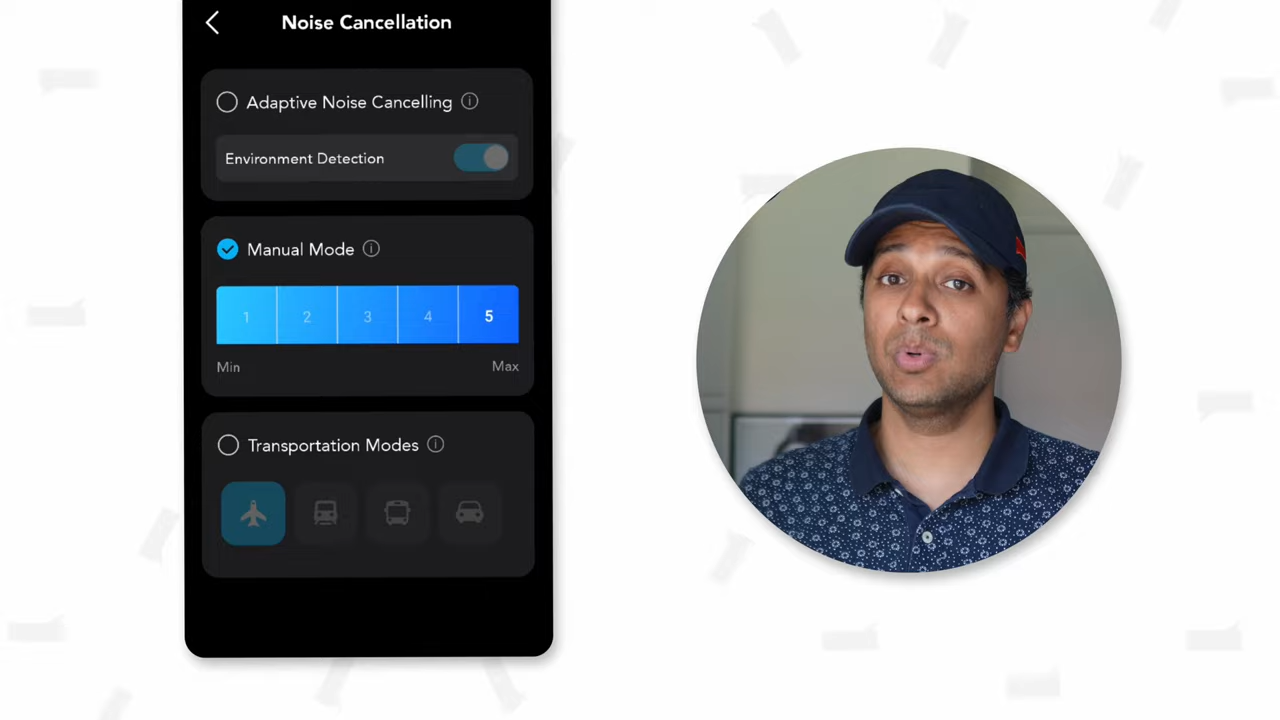 Noise Cancellation
Adaptive Noise Cancelling
Environment Detection
Manual Mode
1 2 3 4 5
Min Max
Transportation Modes